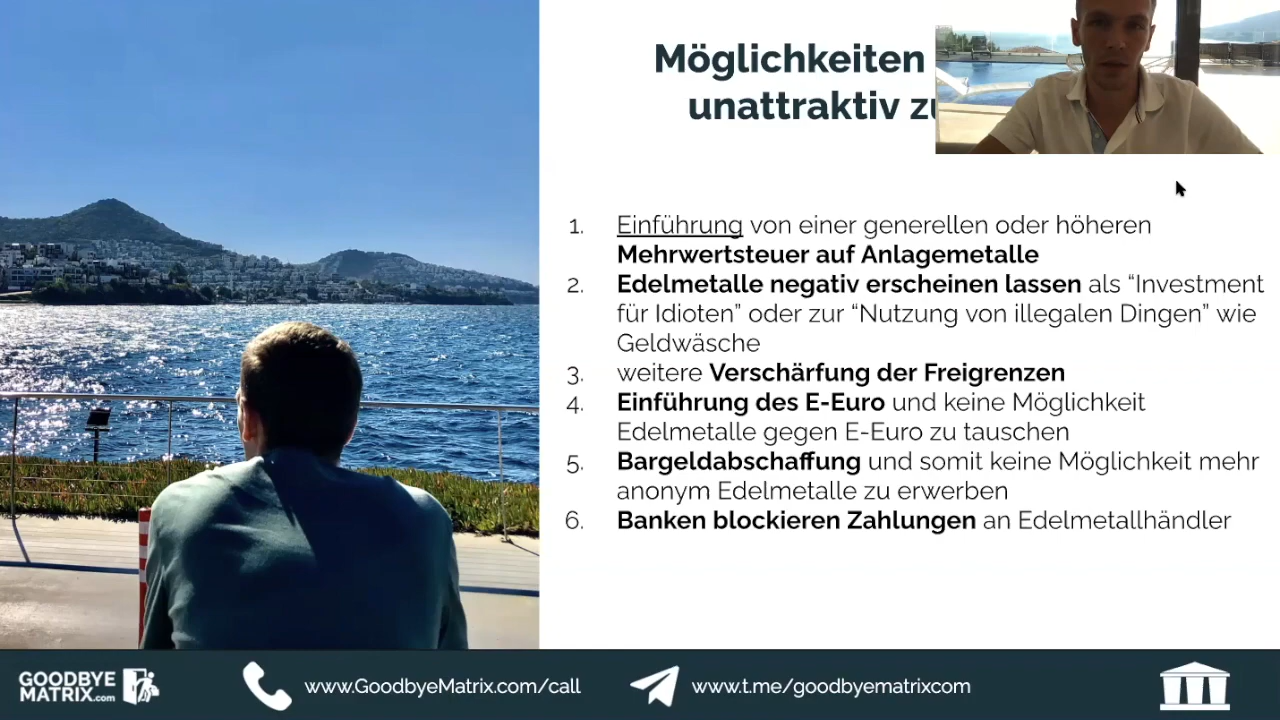 Möglichkeiten
unattraktiv
1. Einführung von einer generellen oder höheren
Mehrwertsteuer auf Anlagemetalle
2. Edelmetalle negativ erscheinen lassen als “Investment
für Idioten” oder zur “Nutzung von illegalen Dingen” wie
Geldwäsche
3. weitere Verschärfung der Freigrenzen
4. Einführung des E-Euro und keine Möglichkeit
Edelmetalle gegen E-Euro zu tauschen
5. Bargeldabschaffung und somit keine Möglichkeit mehr
anonym Edelmetalle zu erwerben
6. Banken blockieren Zahlungen an Edelmetallhändler
GOODBYE
MATRIX.com
www.GoodbyeMatrix.com/call
www.t.me/goodbyematrixcom